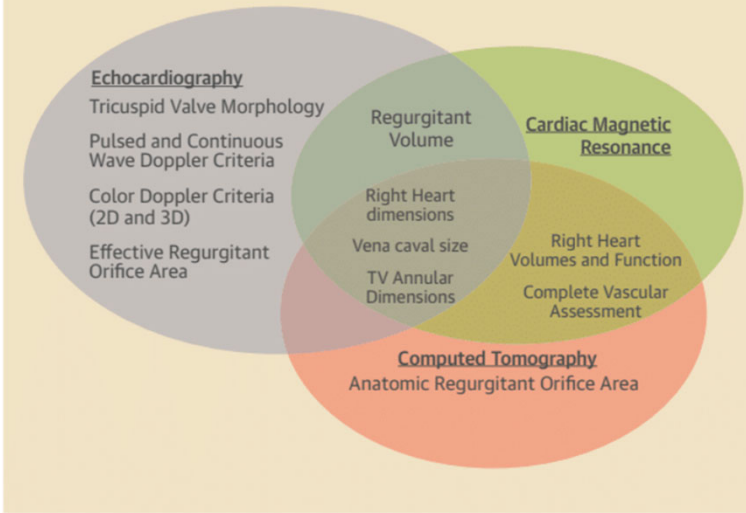 Echocardiography
Tricuspid Valve Morphology
Pulsed and Continuous
Wave Doppler Criteria
Color Doppler Criteria
(2D and 3D)
Effective Regurgitant
Orifice Area
Regurgitant
Volume
Cardiac Magnetic
Resonance
Right Heart
dimensions
Vena caval size
TV Annular
Dimensions
Right Heart
Volumes and Function
Complete Vascular
Assessment
Computed Tomography
Anatomic Regurgitant Orifice Area